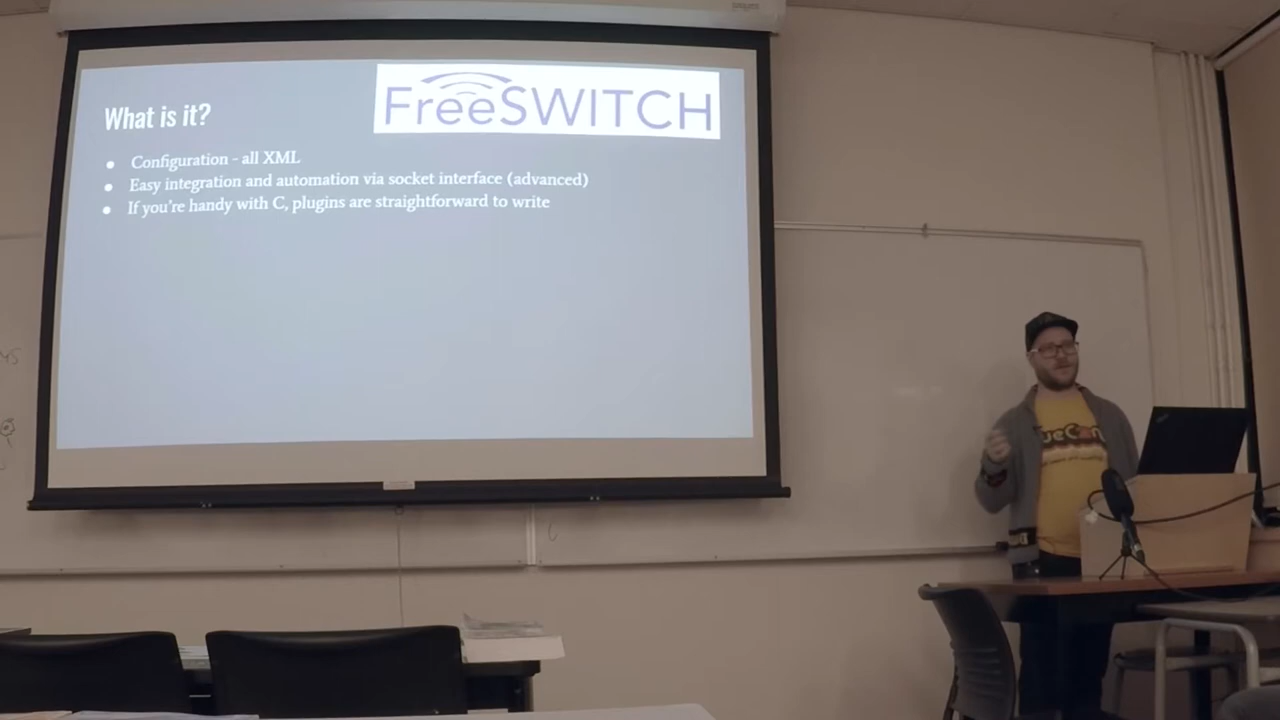 FreeSWITCH
What is it?
Configuration - all XML
Easy integration and automation via socket interface (advanced)
If you're handy with C, plugins are straightforward to write